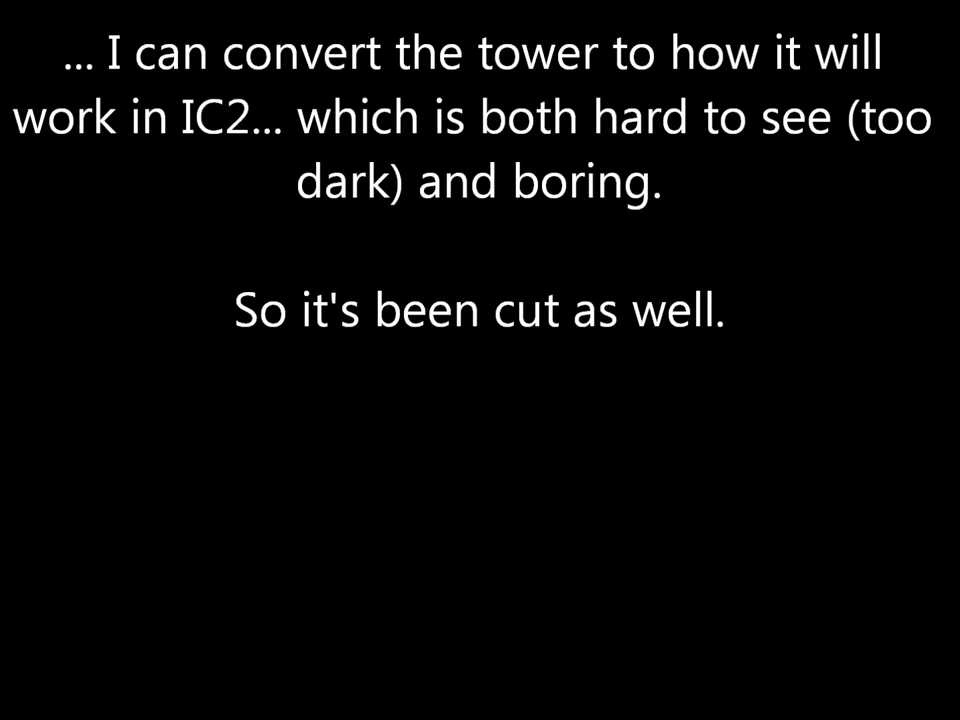 ... I can convert the tower to how it will
work in IC2... which is both hard to see (too
dark) and boring.
So it's been cut as well.